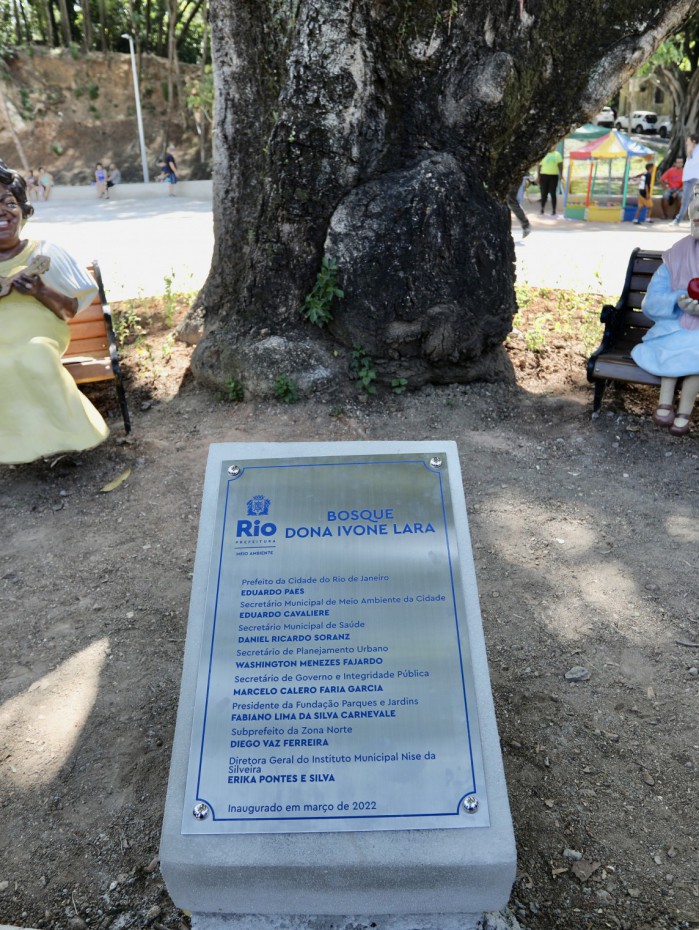 Rio
PREFEITURA
MEIO AMBIENTE
BOSQUE
DONA IVONE LARA
Prefeito da Cidade do Rio de Janeiro
EDUARDO PAES
Secretário Municipal de Meio Ambiente da Cidade
EDUARDO CAVALIERE
Secretário Municipal de Saúde
DANIEL RICARDO SORANZ
Secretário de Planejamento Urbano
WASHINGTON MENEZES FAJARDO
Secretário de Governo e Integridade Pública
MARCELO CALERO FARIA GARCIA
Presidente da Fundação Parques e Jardins
FABIANO LIMA DA SILVA CARNEVALE
Subprefeito da Zona Norte
DIEGO VAZ FERREIRA
Diretora Geral do Instituto Municipal Nise da
Silveira
ERIKA PONTES E SILVA
Inaugurado em março de 2022